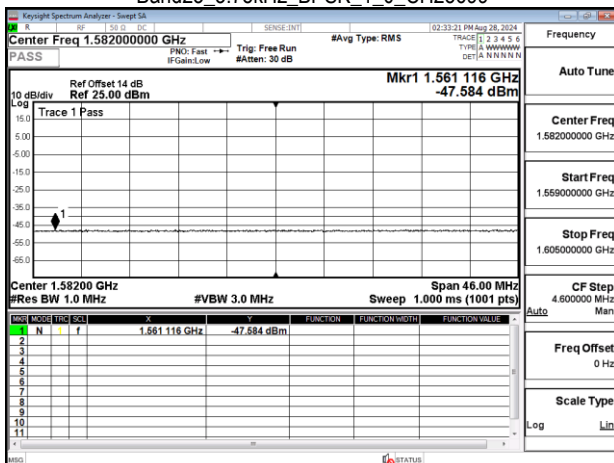 Keysight Spectrum Analyzer - Swept SA
R RF 50 Ω DC SENSE:INT 02:33:21 PM Aug 28, 2024
Center Freq 1.582000000 GHz #Avg Type: RMS TRACE 1 2 3 4 5 6
PASS PNO: Fast Trig: Free Run TYPE A WWWWW
IFGain:Low #Atten: 30 dB DET A N N N N N
Ref Offset 14 dB Mkr1 1.561 116 GHz
10 dB/div Ref 25.00 dBm -47.584 dBm
Log Trace 1 Pass
15.0
5.00
-5.00
-15.0
-25.0
-35.0
-45.0
-55.0
-65.0
1
Center 1.58200 GHz Span 46.00 MHz
#Res BW 1.0 MHz #VBW 3.0 MHz Sweep 1.000 ms (1001 pts)
MKR MODE TRC SCL X Y FUNCTION FUNCTION WIDTH FUNCTION VALUE
1 N 1 f 1.561 116 GHz -47.584 dBm
2
3
4
5
6
7
8
9
10
11
MSG STATUS
Frequency
Auto Tune
Center Freq
1.582000000 GHz
Start Freq
1.559000000 GHz
Stop Freq
1.605000000 GHz
CF Step
4.600000 MHz
Auto Man
Freq Offset
0 Hz
Scale Type
Log Lin